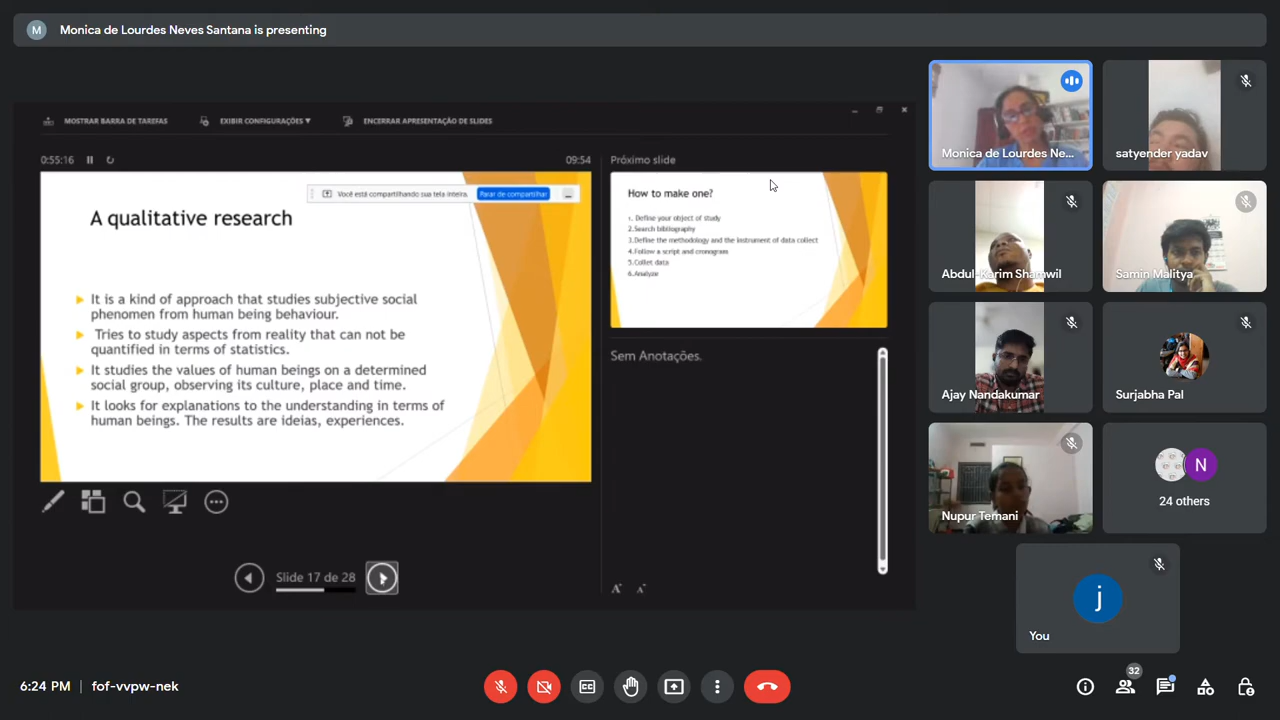 M
Monica de Lourdes Neves Santana is presenting
MOSTRAR BARRA DE TAREFAS
EXIBIR CONFIGURAÇÕES ▼
ENCERRAR APRESENTAÇÃO DE SLIDES
0:55:16
09:54
Você está compartilhando sua tela inteira.
Parar de compartilhar
A qualitative research
It is a kind of approach that studies subjective social
phenomen from human being behaviour.
Tries to study aspects from reality that can not be
quantified in terms of statistics.
It studies the values of human beings on a determined
social group, observing its culture, place and time.
It looks for explanations to the understanding in terms of
human beings. The results are ideias, experiences.
Slide 17 de 28
Próximo slide
How to make one?
1. Define your object of study
2.Search bibliography
3.Define the methodology and the instrument of data collect
4.Follow a script and cronogram
5.Collet data
6.Analyze
Sem Anotações.
A
A
Monica de Lourdes Ne...
satyender yadav
Abdul-Karim Shamwil
Samin Malitya
Ajay Nandakumar
Surjabha Pal
Nupur Temani
N
24 others
j
You
6:24 PM | fof-vvpw-nek
CC
32